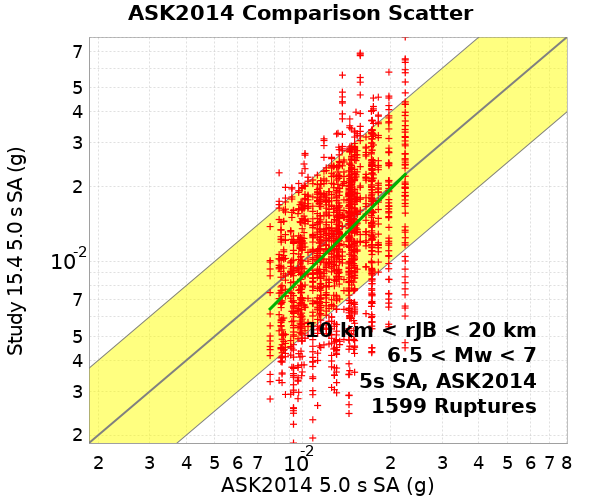 ASK2014 Comparison Scatter
Study 15.4 5.0 s SA (g)
7
5
4
3
2
10-2
7
5
4
3
2
10 km < rJB < 20 km
6.5 < Mw < 7
5s SA, ASK2014
1599 Ruptures
2 3 4 5 6 7 10-2 2 3 4 5 6 7 8
ASK2014 5.0 s SA (g)